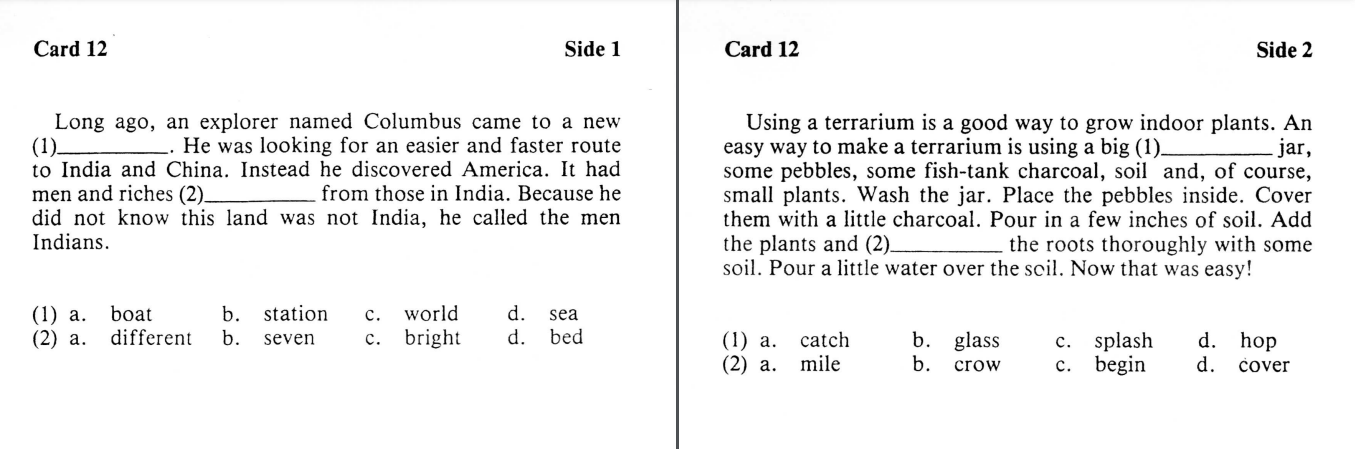 Card 12 Side 1
Long ago, an explorer named Columbus came to a new
(1)__________. He was looking for an easier and faster route
to India and China. Instead he discovered America. It had
men and riches (2)__________ from those in India. Because he
did not know this land was not India, he called the men
Indians.
(1) a. boat b. station c. world d. sea
(2) a. different b. seven c. bright d. bed
Card 12 Side 2
Using a terrarium is a good way to grow indoor plants. An
easy way to make a terrarium is using a big (1)__________ jar,
some pebbles, some fish-tank charcoal, soil and, of course,
small plants. Wash the jar. Place the pebbles inside. Cover
them with a little charcoal. Pour in a few inches of soil. Add
the plants and (2)__________ the roots thoroughly with some
soil. Pour a little water over the soil. Now that was easy!
(1) a. catch b. glass c. splash d. hop
(2) a. mile b. crow c. begin d. cover